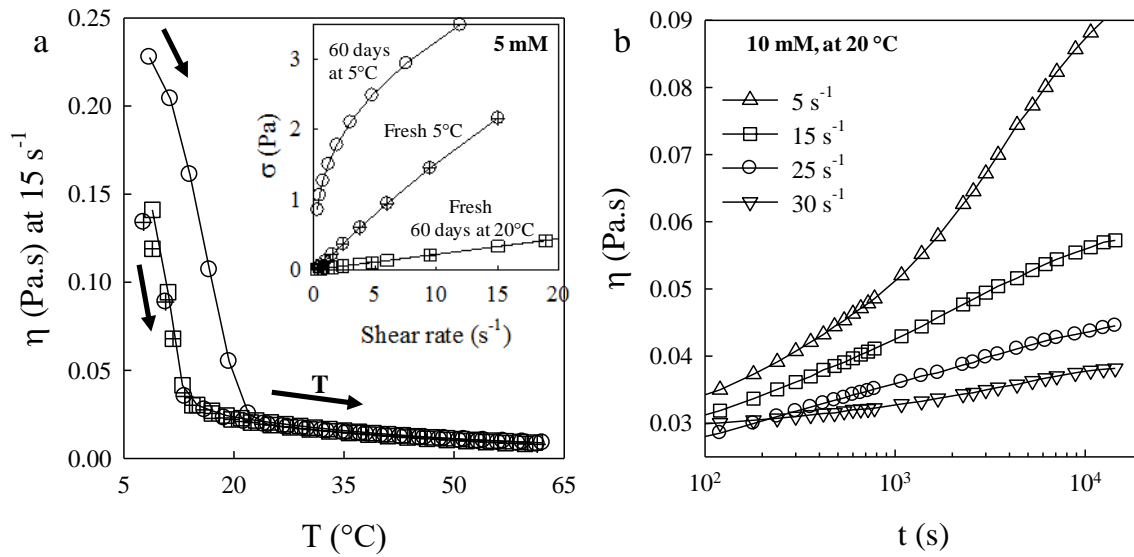 a
η (Pa.s) at 15 s⁻¹
0.25
0.20
0.15
0.10
0.05
0.00
5
20
35
50
65
T (°C)
T
σ (Pa)
3
2
1
0
0
5
10
15
20
Shear rate (s⁻¹)
60 days
at 5°C
5 mM
Fresh 5°C
Fresh
60 days at 20°C
b
10 mM, at 20 °C
5 s⁻¹
15 s⁻¹
25 s⁻¹
30 s⁻¹
η (Pa.s)
0.09
0.08
0.07
0.06
0.05
0.04
0.03
10²
10³
10⁴
t (s)